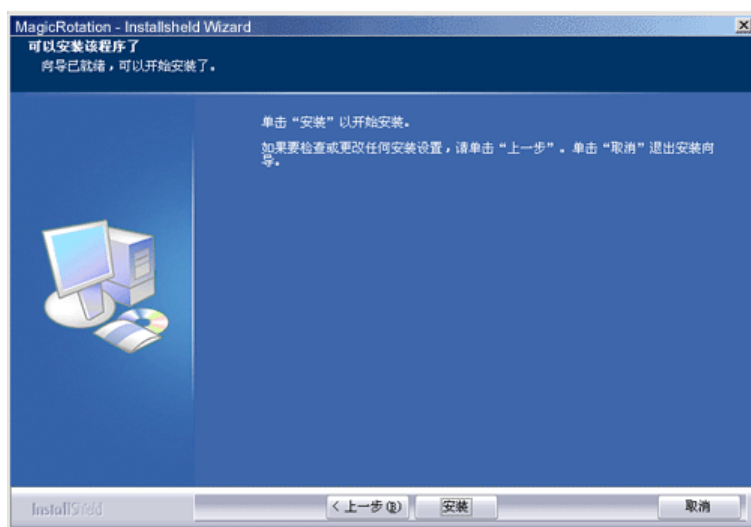 MagicRotation - Installsheld Wizard
可以安装该程序了
向导已就绪，可以开始安装了。
单击“安装”以开始安装。
如果要检查或更改任何安装设置，请单击“上一步”。单击“取消”退出安装向
导。
InstallShield
< 上一步(B)
安装
取消